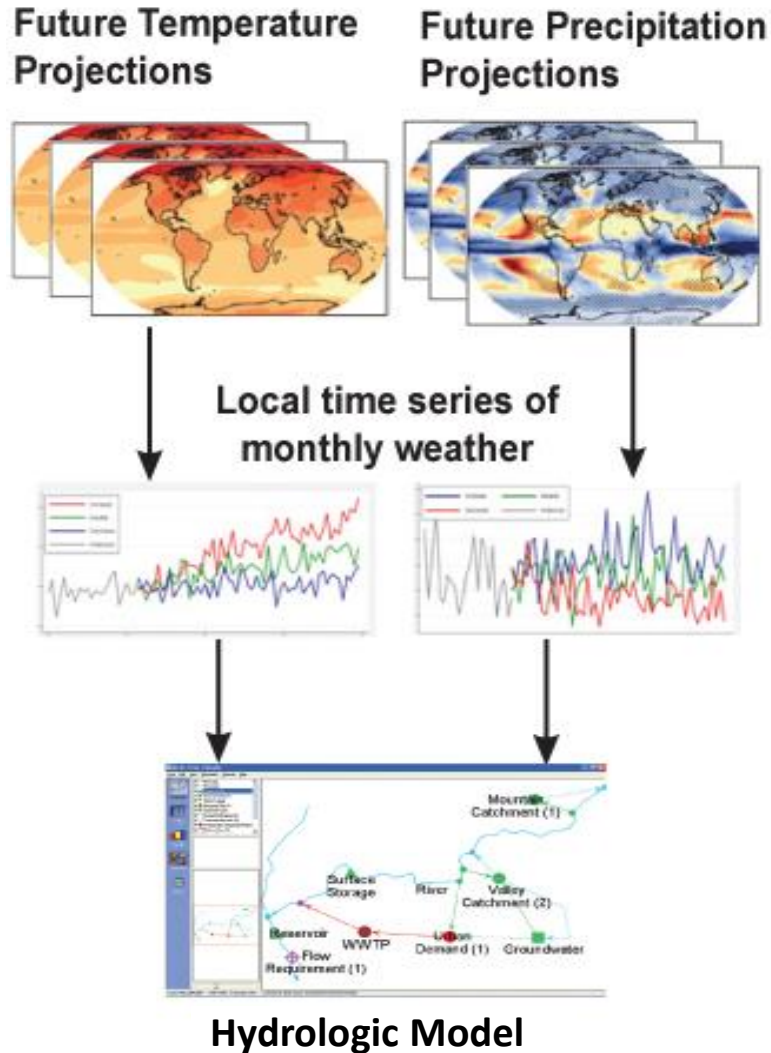 Future Temperature
Projections
Future Precipitation
Projections
Local time series of
monthly weather
Mountain
Catchment (1)
Surface
Storage
River
Valley
Catchment (2)
Reservoir
WWTP
Urban
Demand (1)
Groundwater
Flow
Requirement (1)
Hydrologic Model